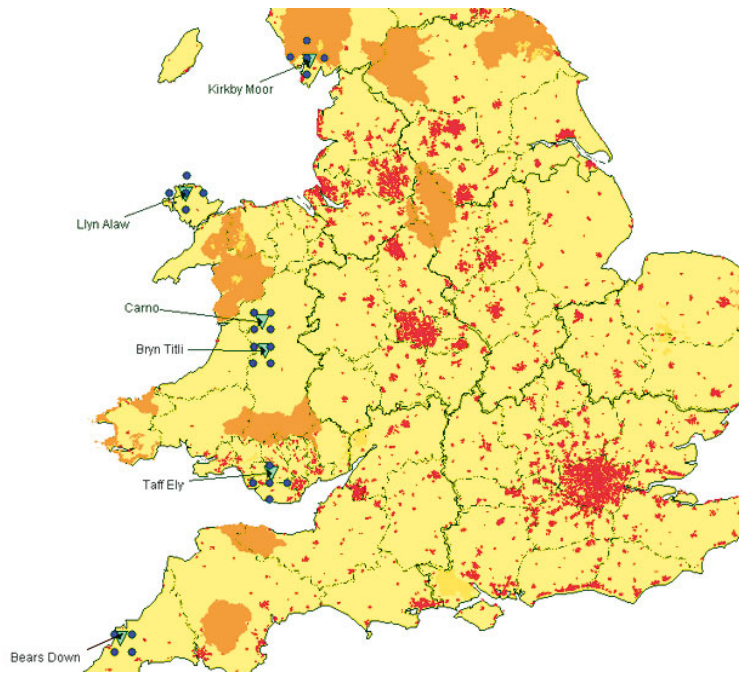 Kirkby Moor
Llyn Alaw
Carno
Bryn Titli
Taff Ely
Bears Down